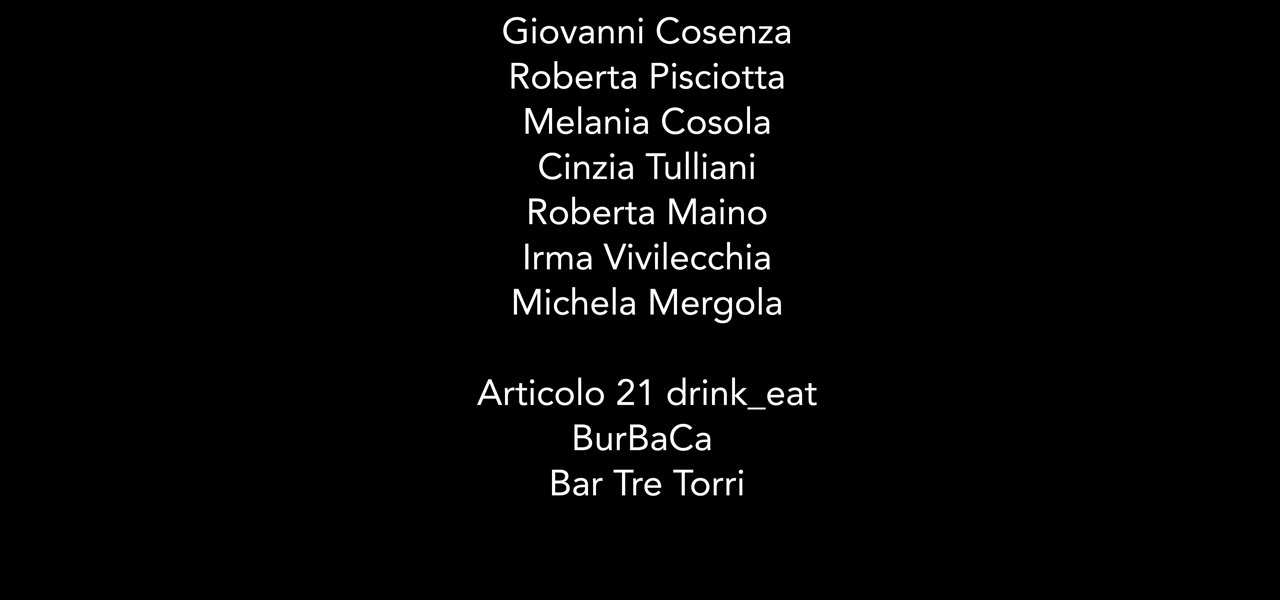 Giovanni Cosenza
Roberta Pisciotta
Melania Cosola
Cinzia Tulliani
Roberta Maino
Irma Vivilecchia
Michela Mergola
Articolo 21 drink_eat
BurBaCa
Bar Tre Torri